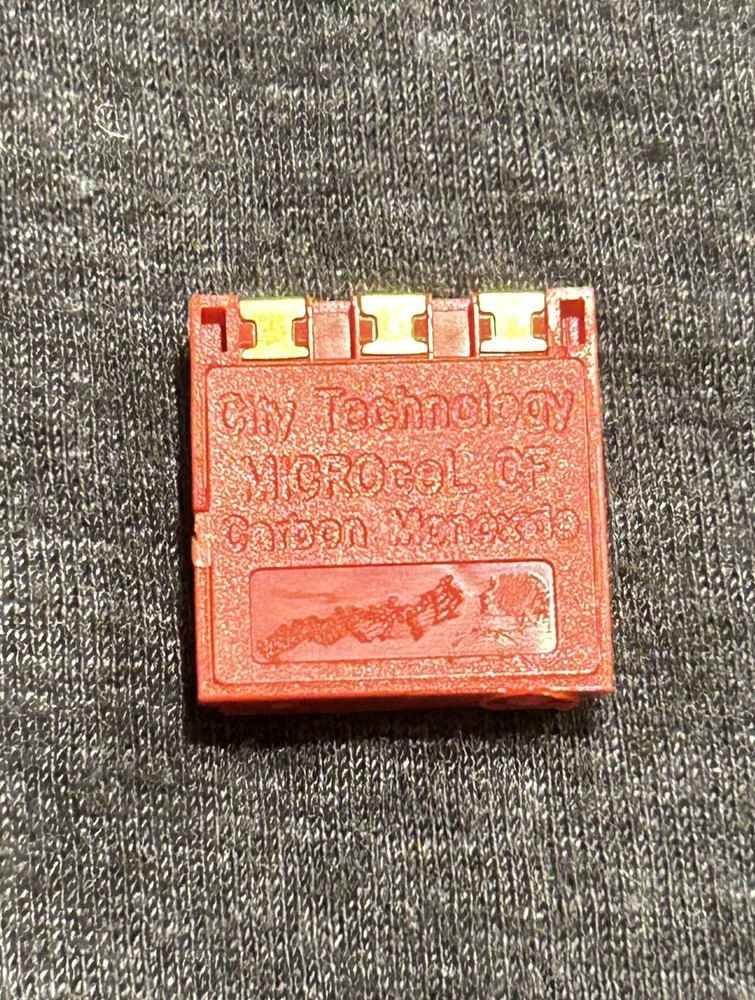 City Technology
MICROceL CF
Carbon Monoxide